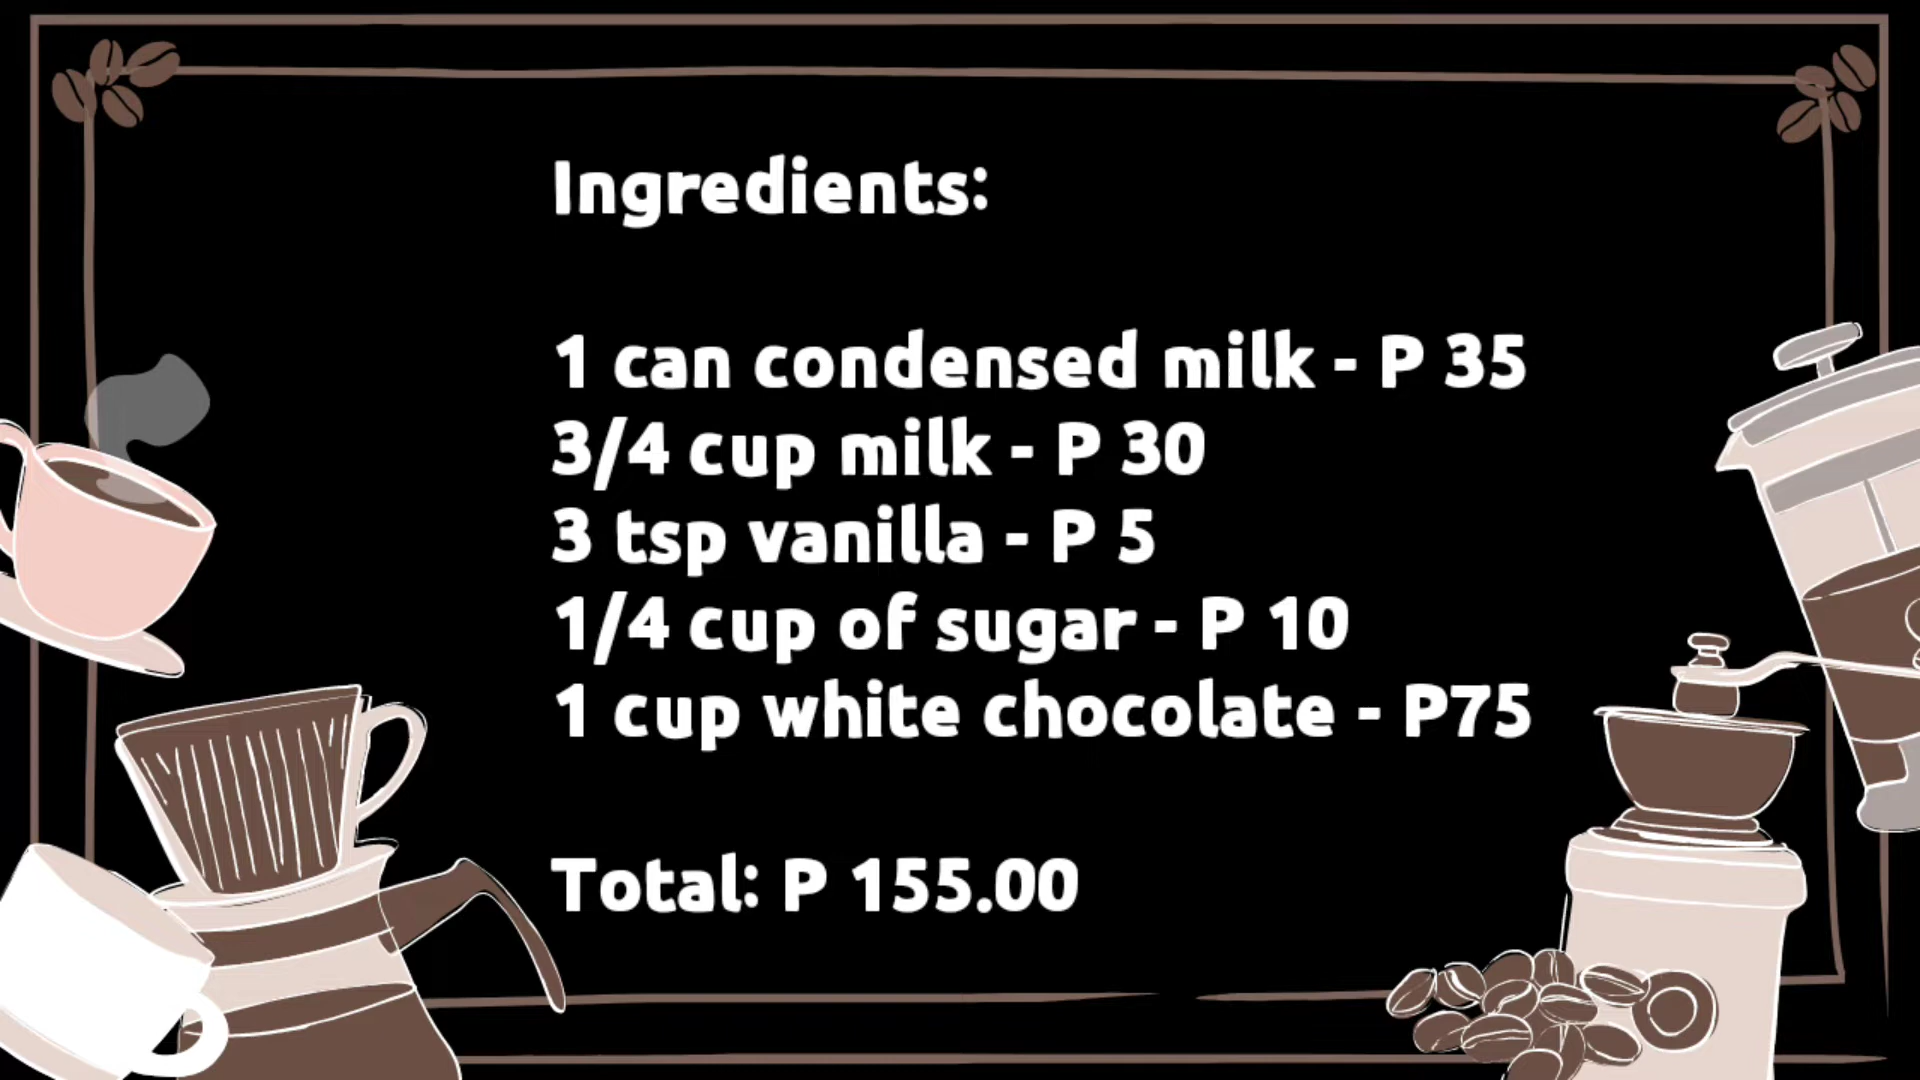 Ingredients:
1 can condensed milk - P 35
3/4 cup milk - P 30
3 tsp vanilla - P 5
1/4 cup of sugar - P 10
1 cup white chocolate - P75
Total: P 155.00